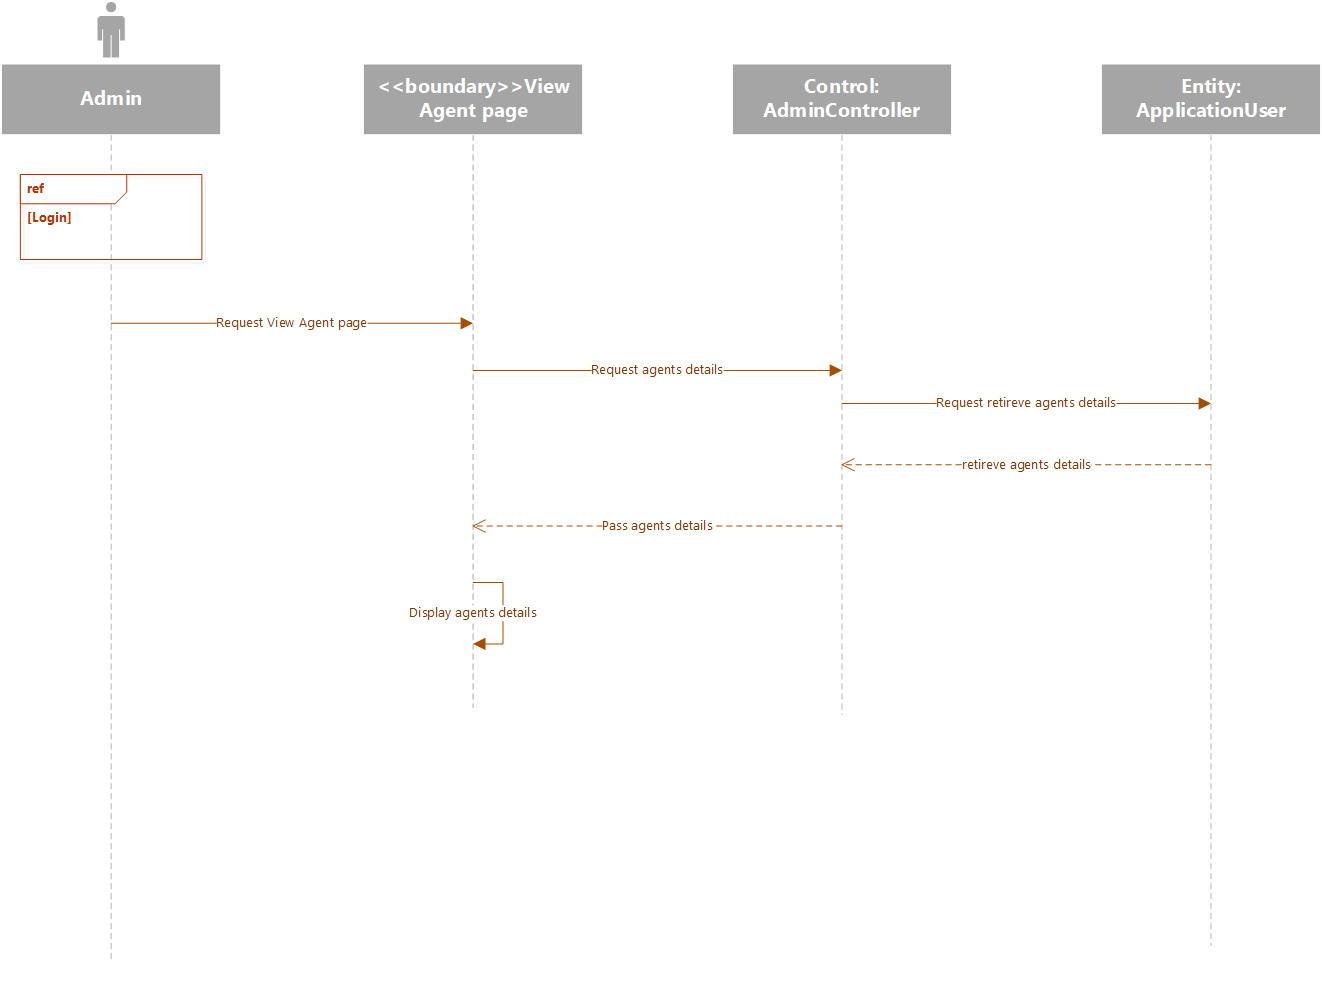 Admin
<<boundary>>View
Agent page
Control:
AdminController
Entity:
ApplicationUser
ref
[Login]
Request View Agent page
Request agents details
Request retireve agents details
retireve agents details
Pass agents details
Display agents details